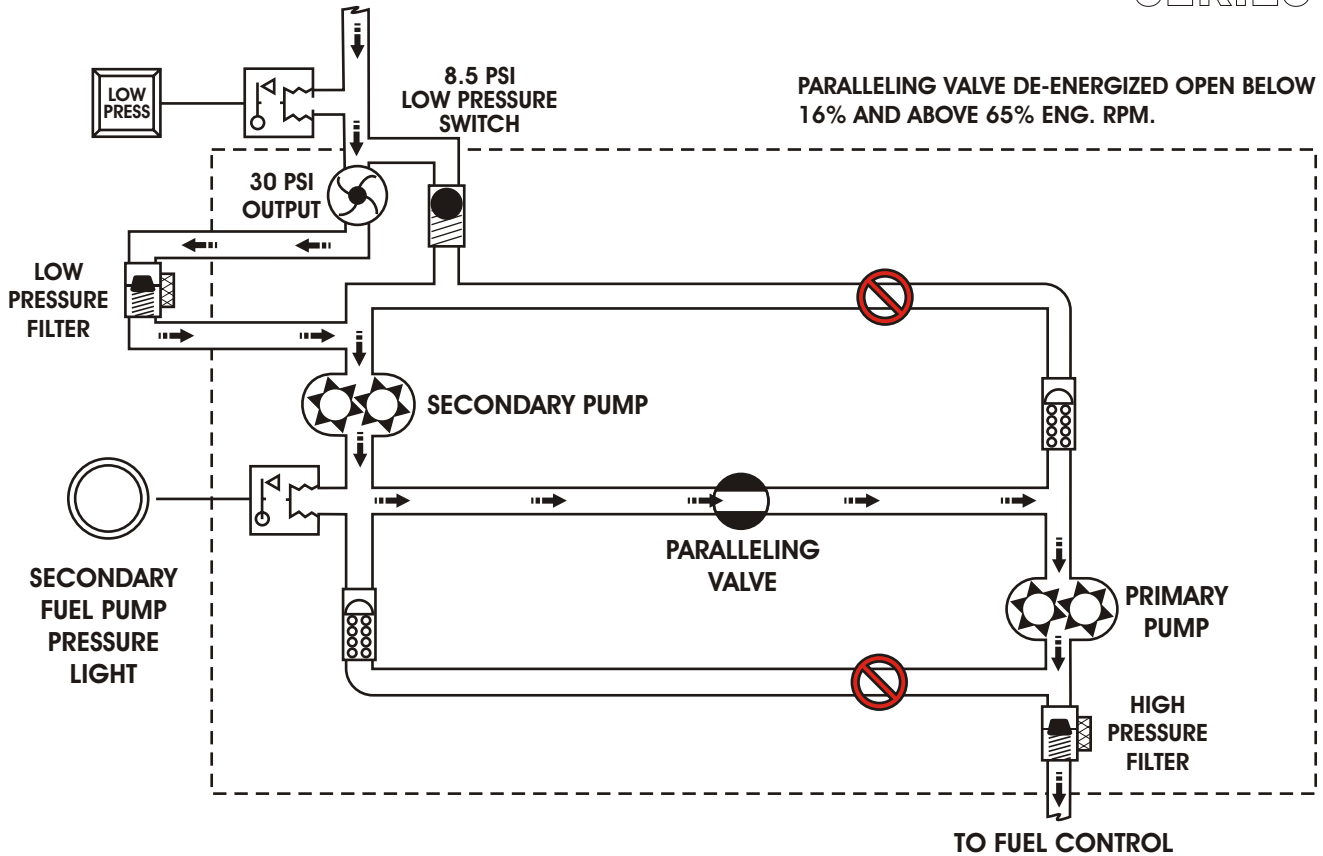 SERIES
LOW
PRESS
8.5 PSI
LOW PRESSURE
SWITCH
PARALLELING VALVE DE-ENERGIZED OPEN BELOW
16% AND ABOVE 65% ENG. RPM.
30 PSI
OUTPUT
LOW
PRESSURE
FILTER
SECONDARY PUMP
SECONDARY
FUEL PUMP
PRESSURE
LIGHT
PARALLELING
VALVE
PRIMARY
PUMP
HIGH
PRESSURE
FILTER
TO FUEL CONTROL